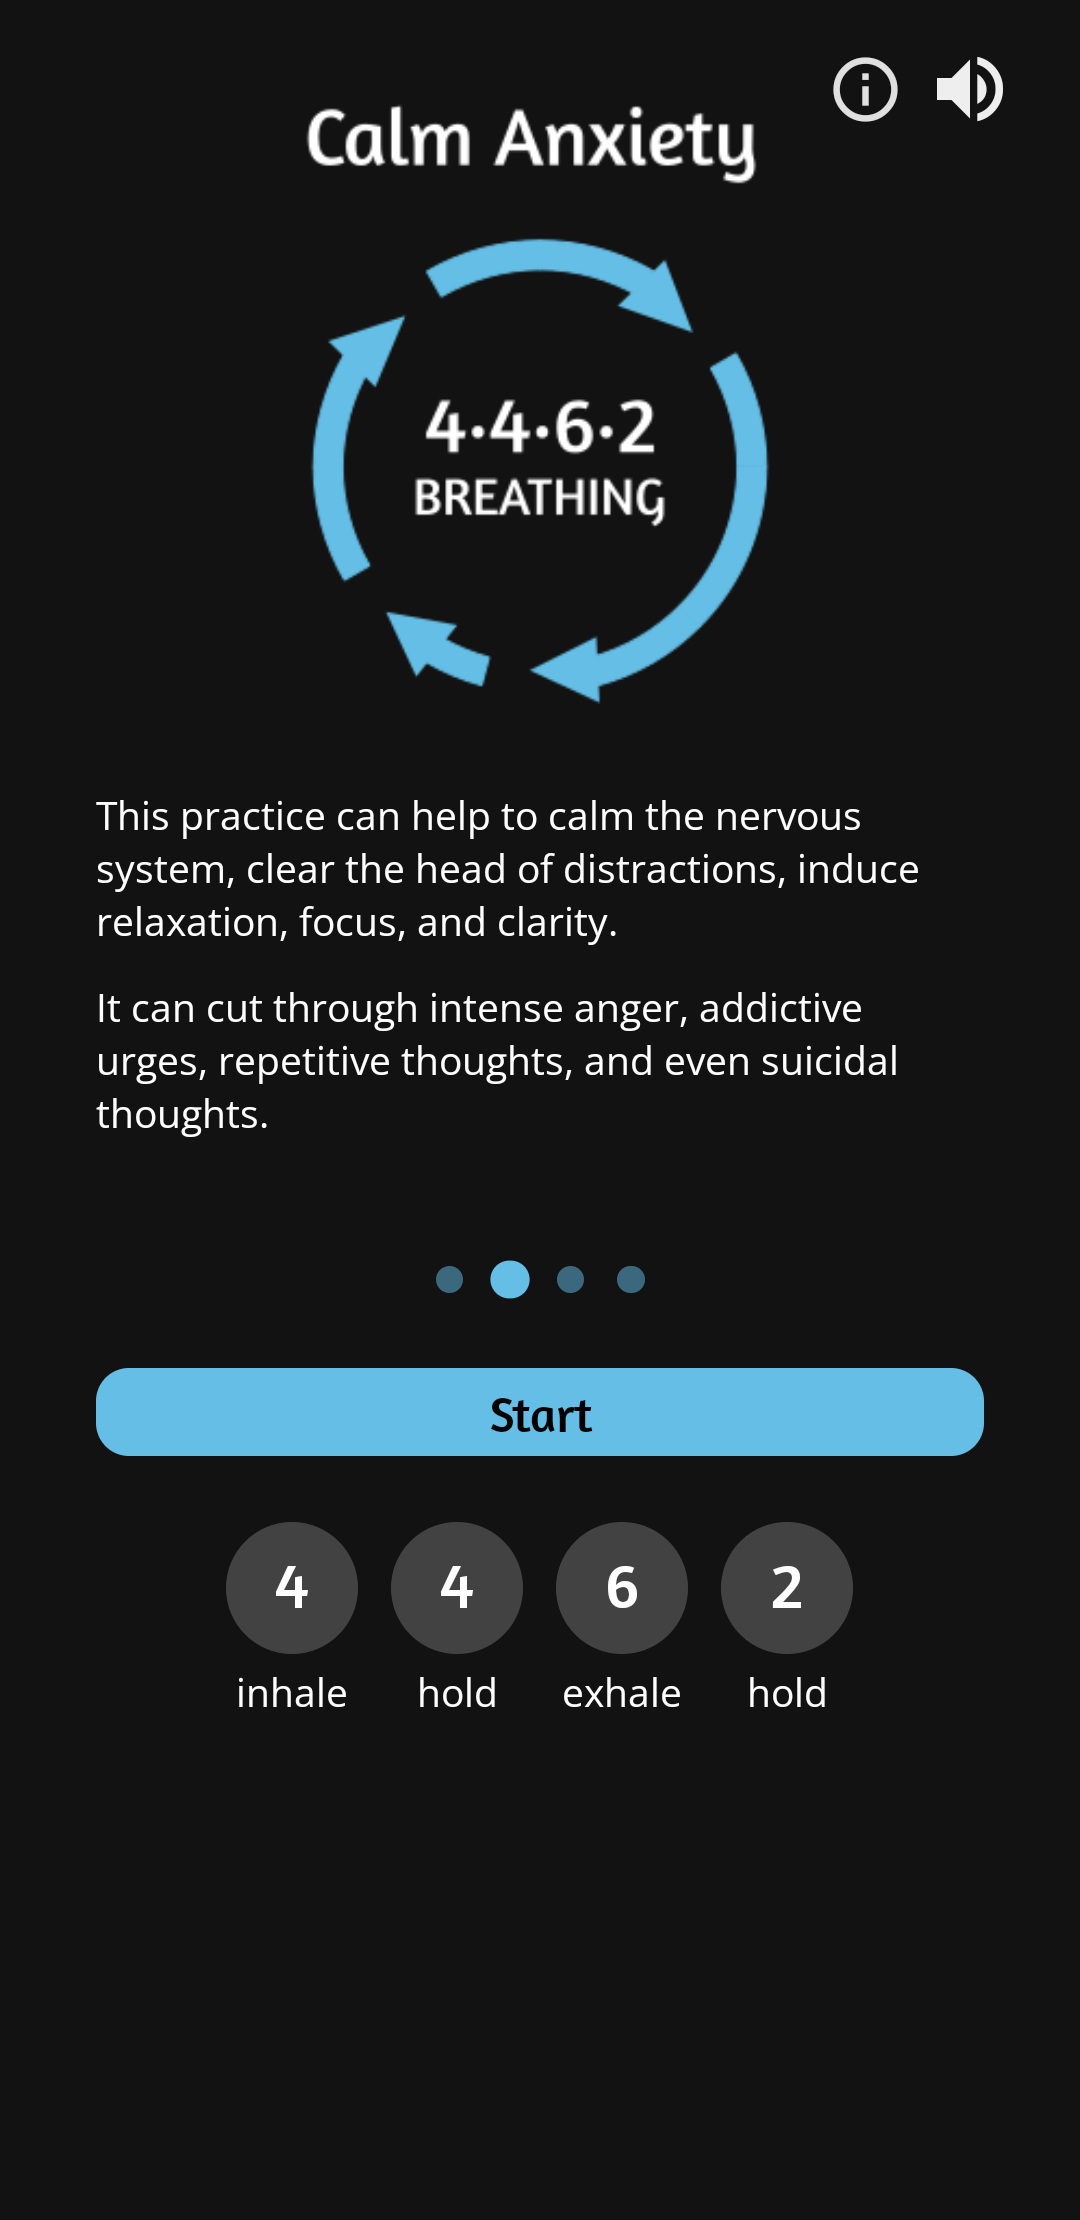 Calm Anxiety
4·4·6·2
BREATHING
This practice can help to calm the nervous
system, clear the head of distractions, induce
relaxation, focus, and clarity.
It can cut through intense anger, addictive
urges, repetitive thoughts, and even suicidal
thoughts.
Start
4 4 6 2
inhale hold exhale hold